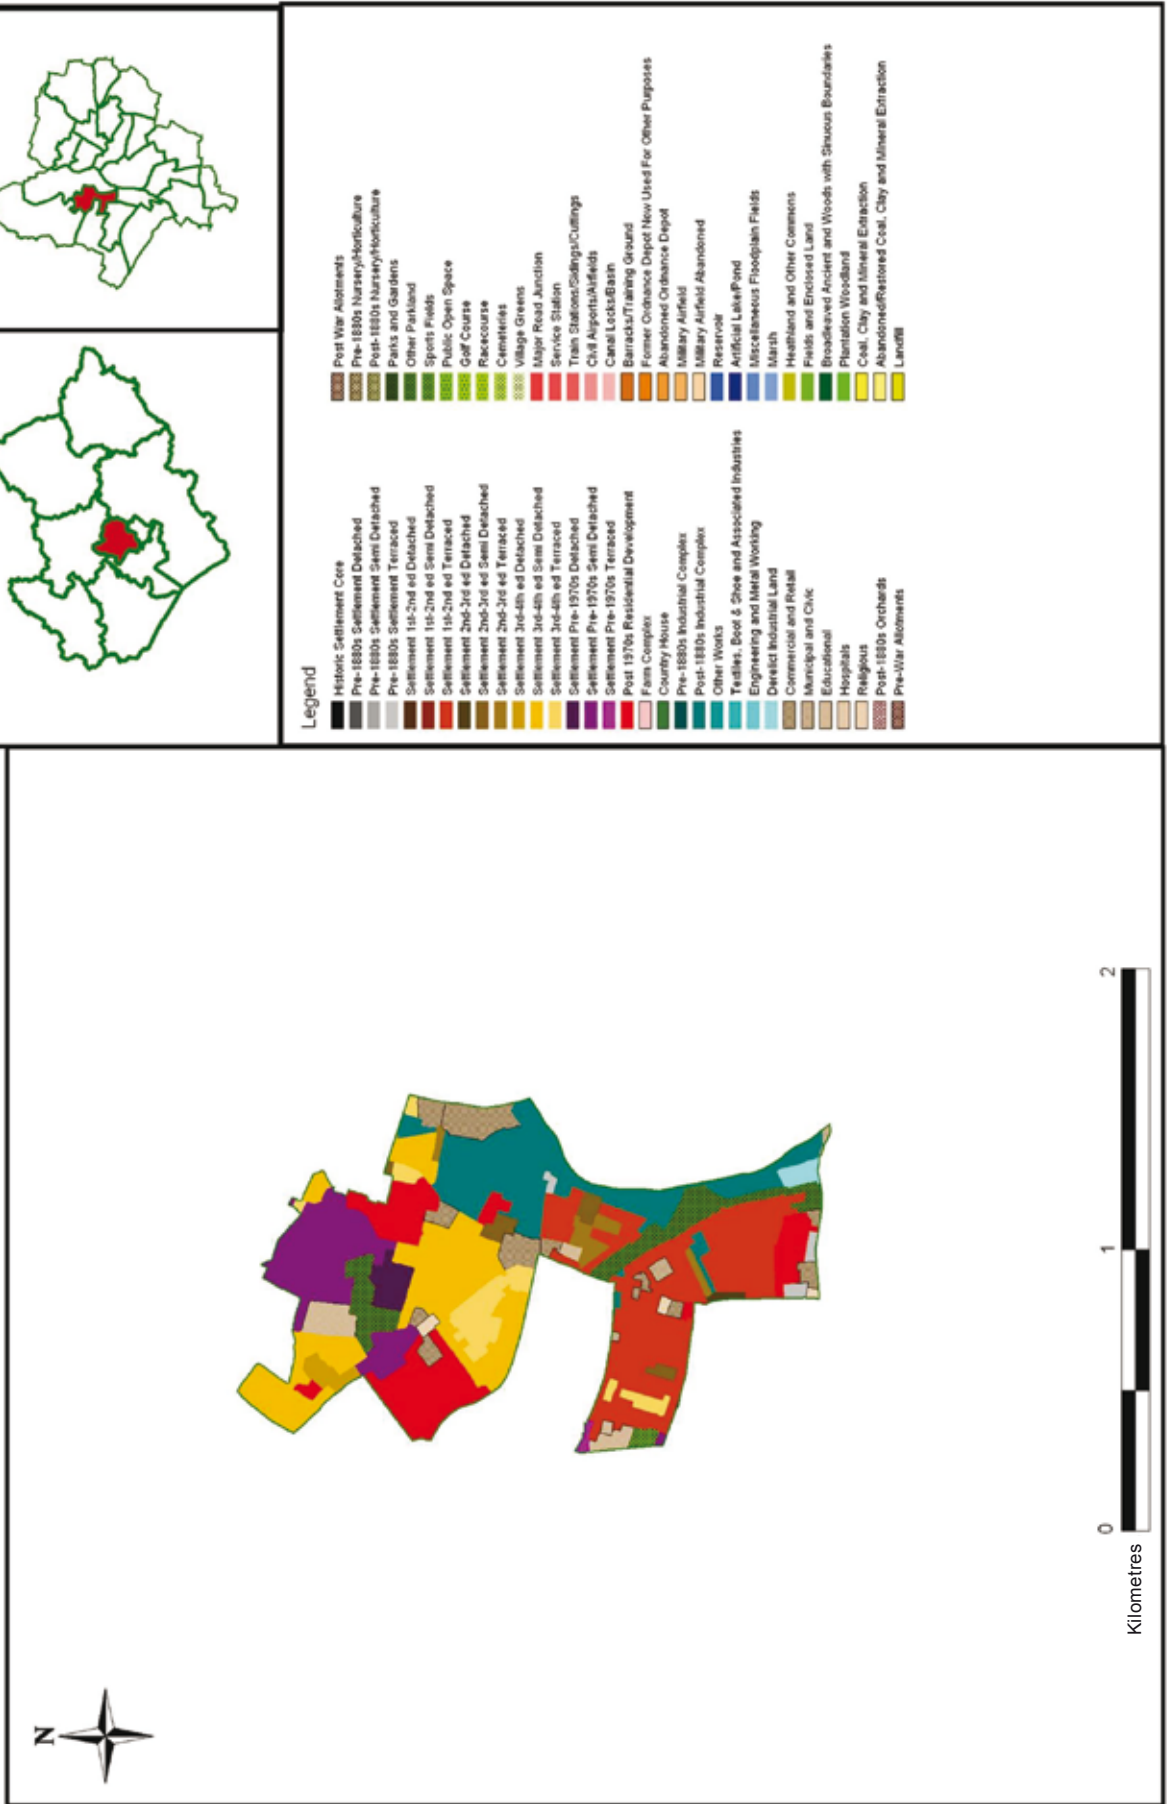 Legend
Historic Settlement Core
Pre-1880s Settlement Detached
Pre-1880s Settlement Semi Detached
Pre-1880s Settlement Terraced
Settlement 1st-2nd ed Detached
Settlement 1st-2nd ed Semi Detached
Settlement 1st-2nd ed Terraced
Settlement 2nd-3rd ed Detached
Settlement 2nd-3rd ed Semi Detached
Settlement 2nd-3rd ed Terraced
Settlement 3rd-4th ed Detached
Settlement 3rd-4th ed Semi Detached
Settlement 3rd-4th ed Terraced
Settlement Pre-1970s Detached
Settlement Pre-1970s Semi Detached
Settlement Pre-1970s Terraced
Post 1970s Residential Development
Farm Complex
Country House
Pre-1880s Industrial Complex
Post-1880s Industrial Complex
Other Works
Textiles, Boot & Shoe and Associated Industries
Engineering and Metal Working
Derelict Industrial Land
Commercial and Retail
Municipal and Civic
Educational
Hospitals
Religious
Post-1880s Orchards
Pre-War Allotments
Post War Allotments
Pre-1880s Nursery/Horticulture
Post-1880s Nursery/Horticulture
Parks and Gardens
Other Parkland
Sports Fields
Public Open Space
Golf Course
Racecourse
Cemeteries
Village Greens
Major Road Junction
Service Station
Train Stations/Sidings/Cuttings
Civil Airports/Airfields
Canal Locks/Basin
Barracks/Training Ground
Former Ordnance Depot Now Used For Other Purposes
Abandoned Ordnance Depot
Military Airfield
Military Airfield Abandoned
Reservoir
Artificial Lake/Pond
Miscellaneous Floodplain Fields
Marsh
Heathland and Other Commons
Fields and Enclosed Land
Broadleaved Ancient and Woods with Sinuous Boundaries
Plantation Woodland
Coal, Clay and Mineral Extraction
Abandoned/Restored Coal, Clay and Mineral Extraction
Landfill
N
Kilometres
0
1
2